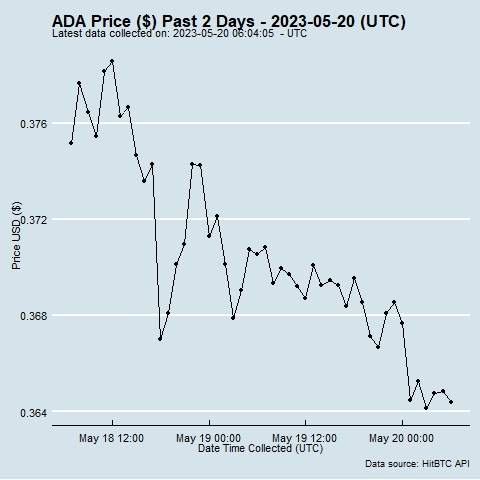 ADA Price ($) Past 2 Days - 2023-05-20 (UTC)
Latest data collected on: 2023-05-20 06:04:05  - UTC
0.376
0.372
0.368
0.364
Price USD ($)
May 18 12:00
May 19 00:00
May 19 12:00
May 20 00:00
Date Time Collected (UTC)
Data source: HitBTC API